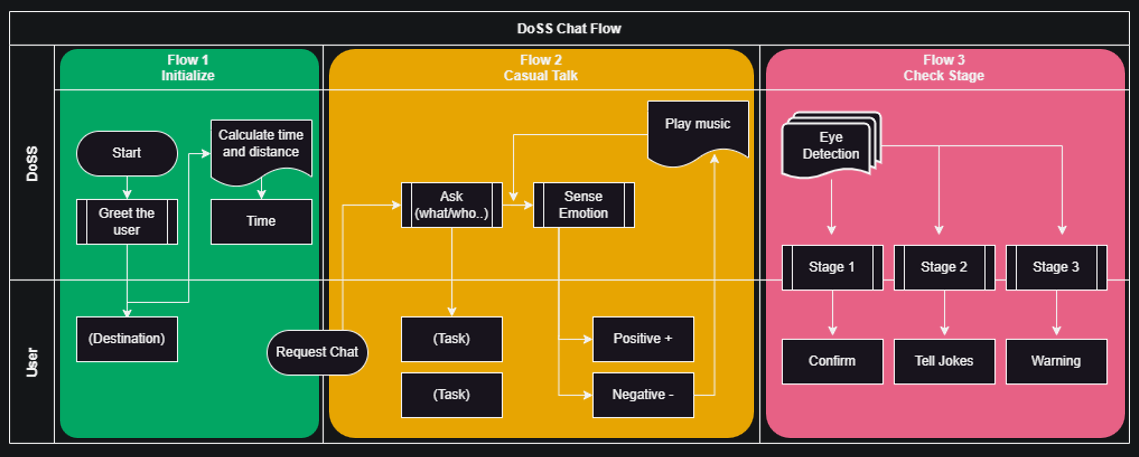 DoSS Chat Flow
Flow 1
Initialize
Flow 2
Casual Talk
Flow 3
Check Stage
DoSS
Start
Calculate time
and distance
Greet the
user
Time
Play music
Ask
(what/who..)
Sense
Emotion
Eye
Detection
Stage 1
Stage 2
Stage 3
User
(Destination)
Request Chat
(Task)
(Task)
Positive +
Negative -
Confirm
Tell Jokes
Warning